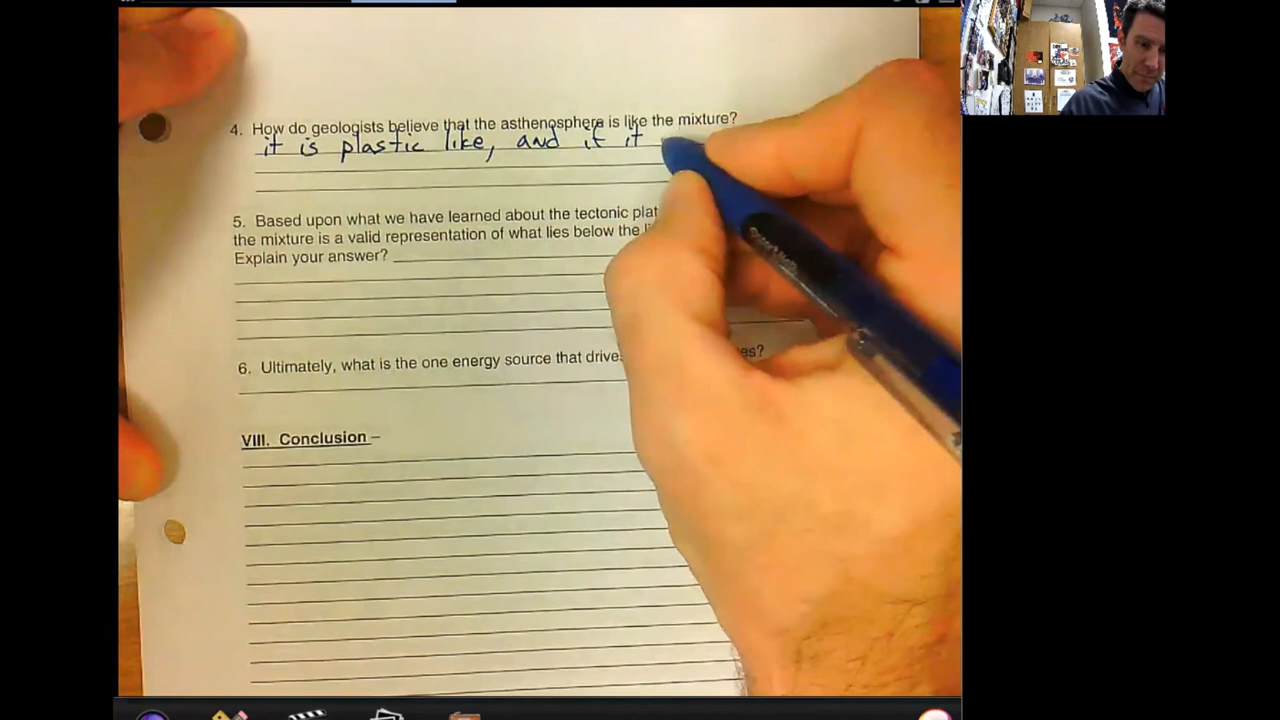 4. How do geologists believe that the asthenosphere is like the mixture?
it is plastic like, and if it
5. Based upon what we have learned about the tectonic
the mixture is a valid representation of what lies below the
Explain your answer?
6. Ultimately, what is the one energy source that
VIII. Conclusion –